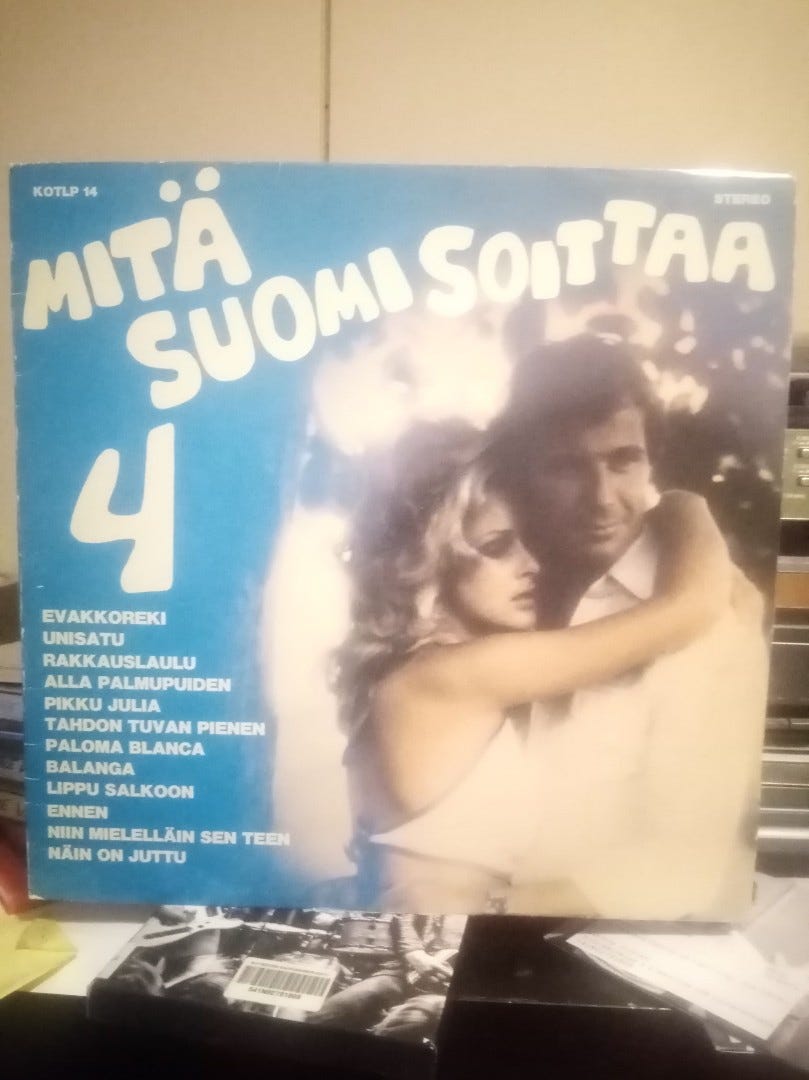 KOTLP 14
STEREO
MITÄ
SUOMI SOITTAA
4
EVAKKOREKI
UNISATU
RAKKAUSLAULU
ALLA PALMUPUIDEN
PIKKU JULIA
TAHDON TUVAN PIENEN
PALOMA BLANCA
BALANGA
LIPPU SALKOON
ENNEN
NIIN MIELELLÄIN SEN TEEN
NÄIN ON JUTTU